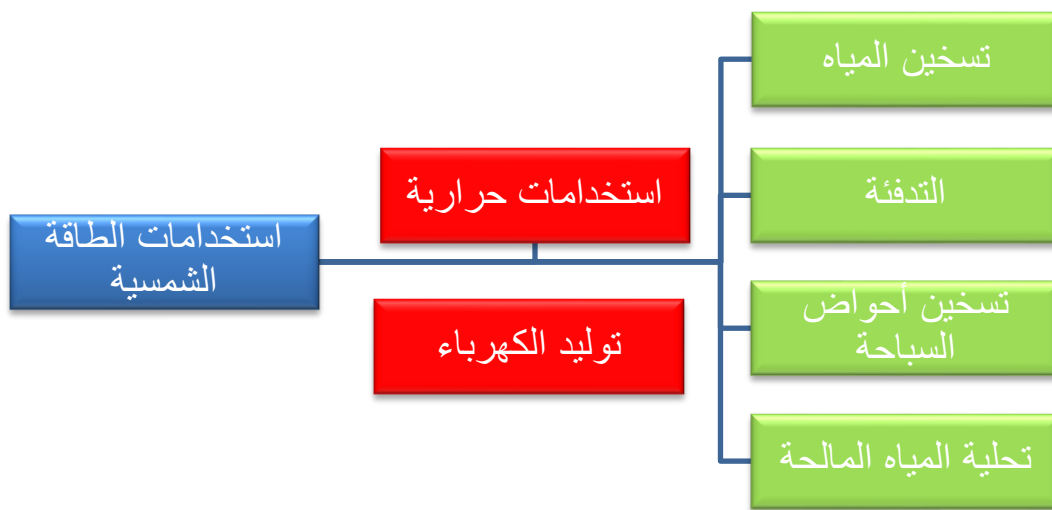 استخدامات الطاقة
الشمسية
استخدامات حرارية
توليد الكهرباء
تسخين المياه
التدفئة
تسخين أحواض
السباحة
تحلية المياه المالحة